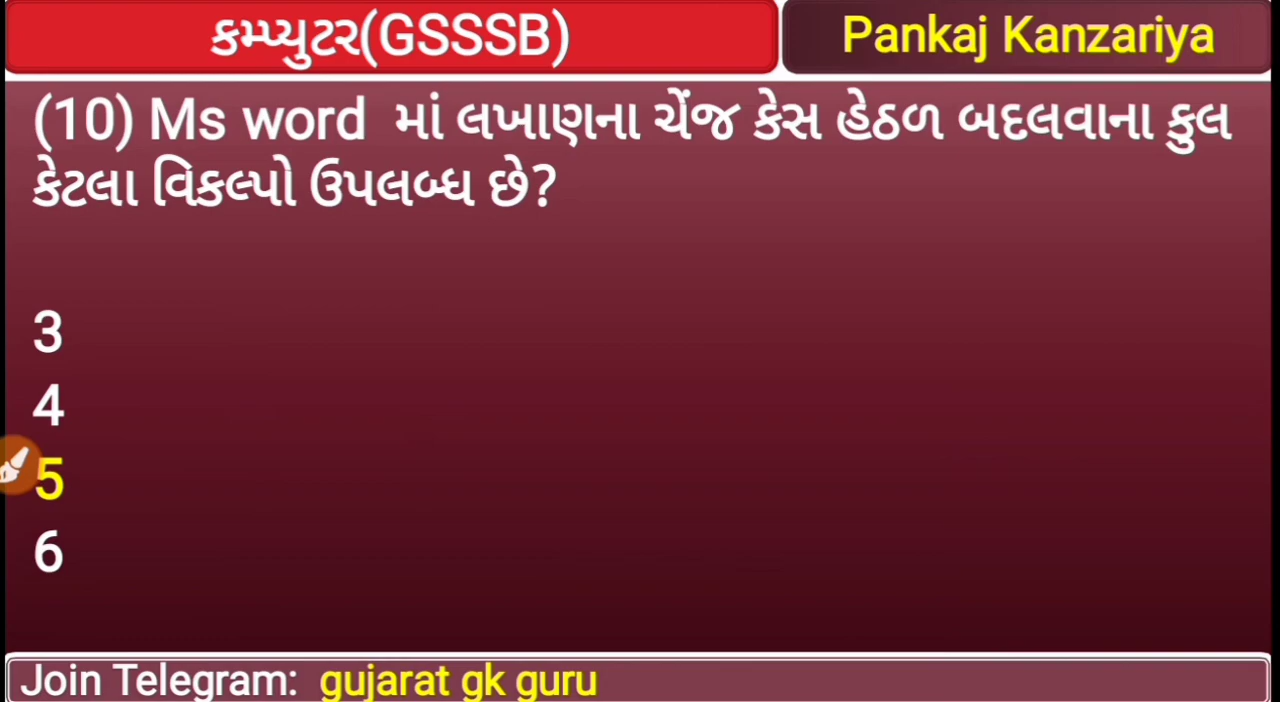 કમ્પ્યુટર(GSSSB)
Pankaj Kanzariya
(10) Ms word માં લખાણના ચેંજ કેસ હેઠળ બદલવાના કુલ
કેટલા વિકલ્પો ઉપલબ્ધ છે?
3
4
5
6
Join Telegram: gujarat gk guru